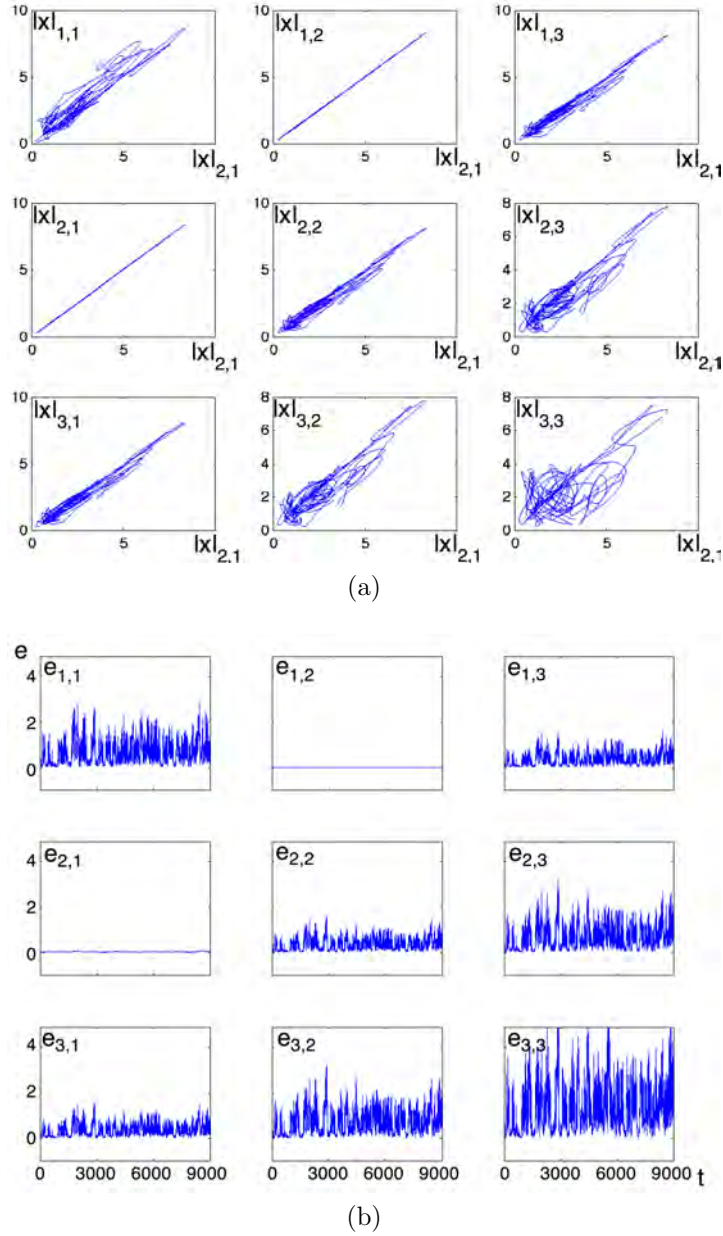 10 |x|1,1 5 0 0 5 |x|2,1
10 |x|1,2 5 0 0 5 |x|2,1
10 |x|1,3 5 0 0 5 |x|2,1
10 |x|2,1 5 0 0 5 |x|2,1
10 |x|2,2 5 0 0 5 |x|2,1
8 |x|2,3 6 4 2 0 0 5 |x|2,1
10 |x|3,1 5 0 0 5 |x|2,1
8 |x|3,2 6 4 2 0 0 5 |x|2,1
8 |x|3,3 6 4 2 0 0 5 |x|2,1
(a)
e e1,1 e1,2 e1,3
4
2
0
e2,1 e2,2 e2,3
4
2
0
e3,1 e3,2 e3,3
4
2
0
0 3000 6000 9000 0 3000 6000 9000 0 3000 6000 9000 t
(b)